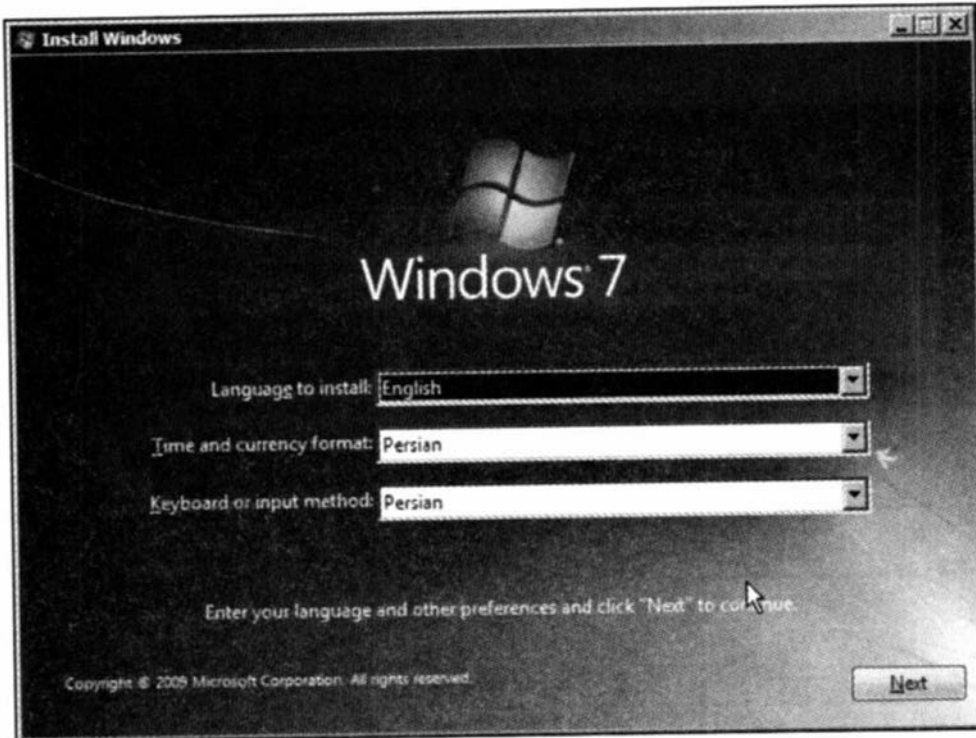 Install Windows
Windows 7
Language to install: English
Time and currency format: Persian
Keyboard or input method: Persian
Enter your language and other preferences and click "Next" to continue.
Copyright © 2009 Microsoft Corporation. All rights reserved.
Next